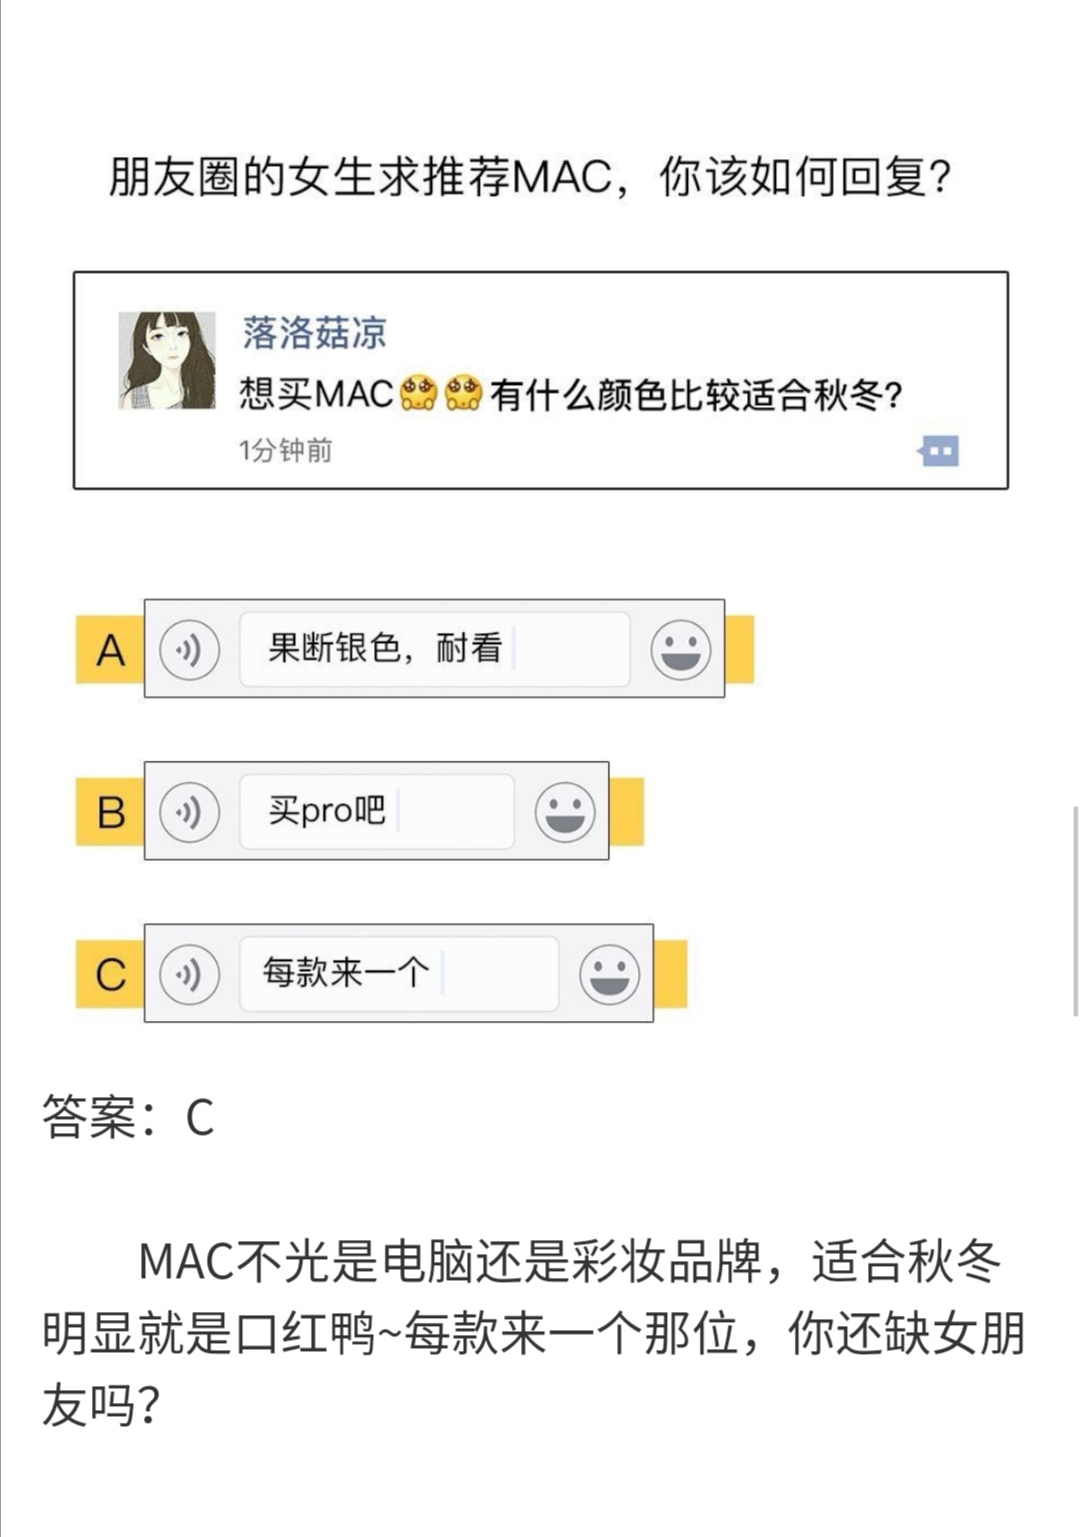 朋友圈的女生求推荐MAC，你该如何回复？
落洛菇凉
想买MAC🥺🥺有什么颜色比较适合秋冬？
1分钟前
A 果断银色，耐看
B 买pro吧
C 每款来一个
答案：C
MAC不光是电脑还是彩妆品牌，适合秋冬
明显就是口红鸭~每款来一个那位，你还缺女朋
友吗？